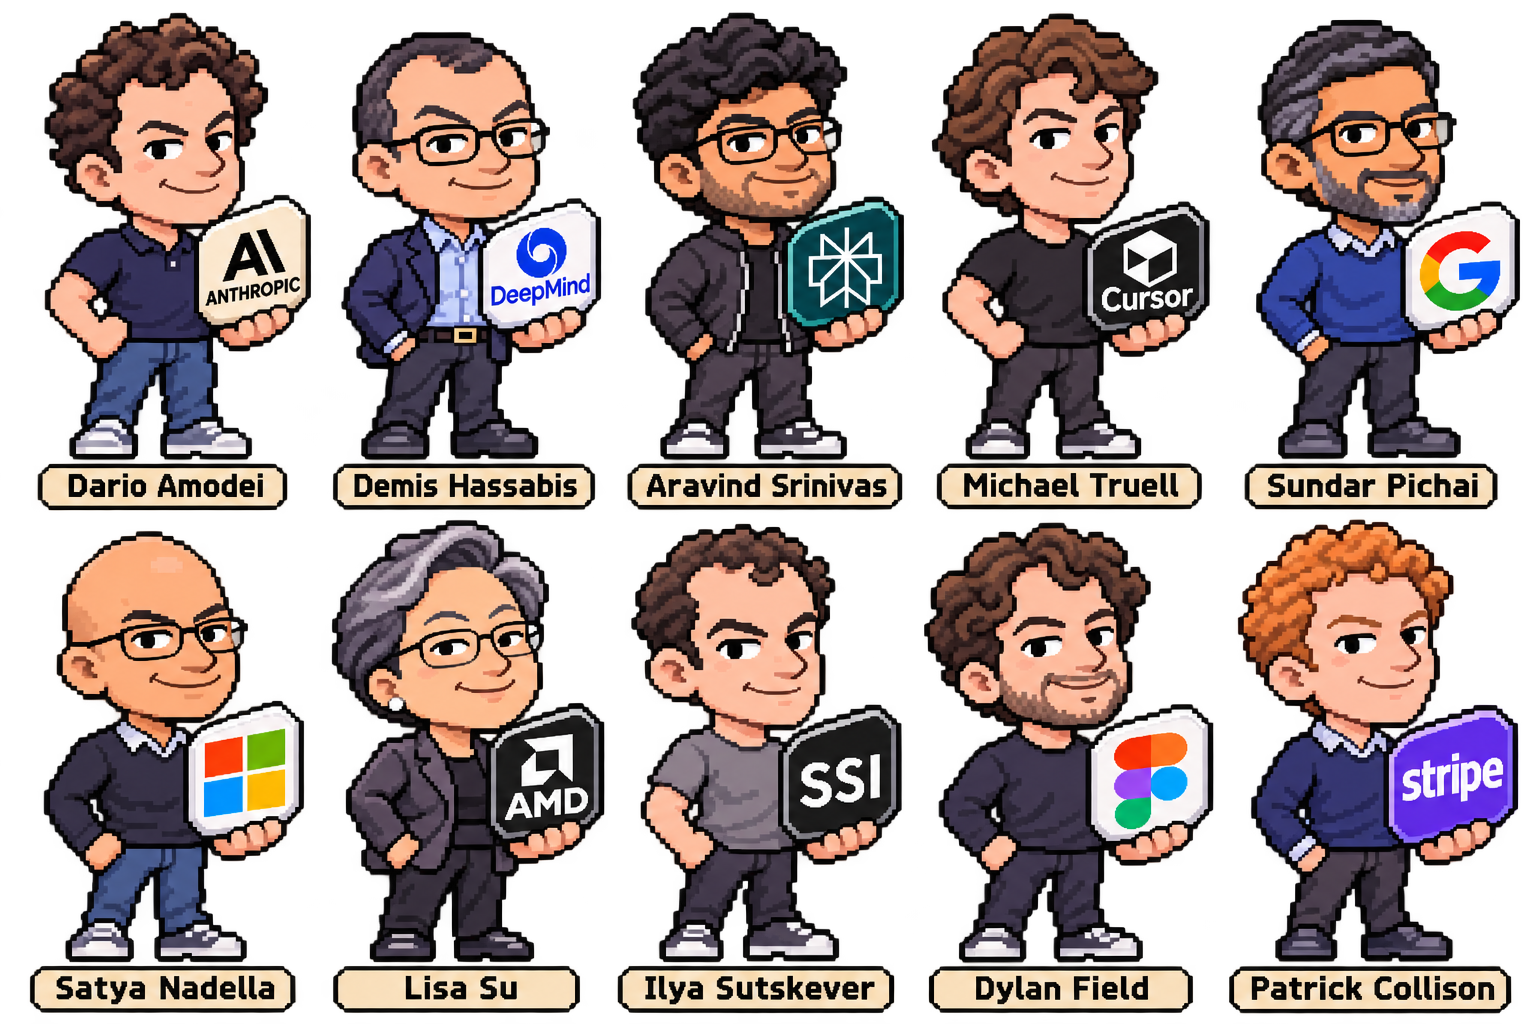 AI
ANTHROPIC
DeepMind
Cursor
G
Dario Amodei
Demis Hassabis
Aravind Srinivas
Michael Truell
Sundar Pichai
AMD
SSI
stripe
Satya Nadella
Lisa Su
Ilya Sutskever
Dylan Field
Patrick Collison